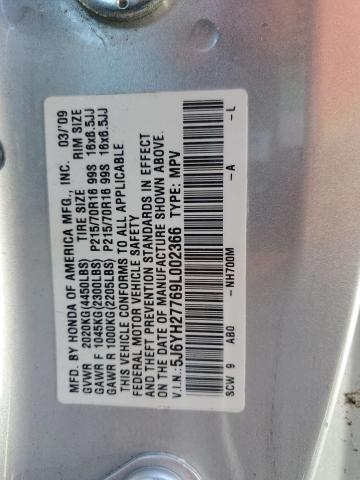 MFD. BY HONDA OF AMERICA MFG., INC. 03/'09
TIRE SIZE RIM SIZE
GVWR 2020KG(4450LBS)
GAWR F 1045KG(2300LBS) P215/70R16 99S 16x6.5JJ
GAWR R 1000KG(2205LBS) P215/70R16 99S 16x6.5JJ
THIS VEHICLE CONFORMS TO ALL APPLICABLE
FEDERAL MOTOR VEHICLE SAFETY
AND THEFT PREVENTION STANDARDS IN EFFECT
ON THE DATE OF MANUFACTURE SHOWN ABOVE.
V.I.N.:5J6YH27769L002366 TYPE: MPV
SCW 9 AB0 -NH700M -A -L